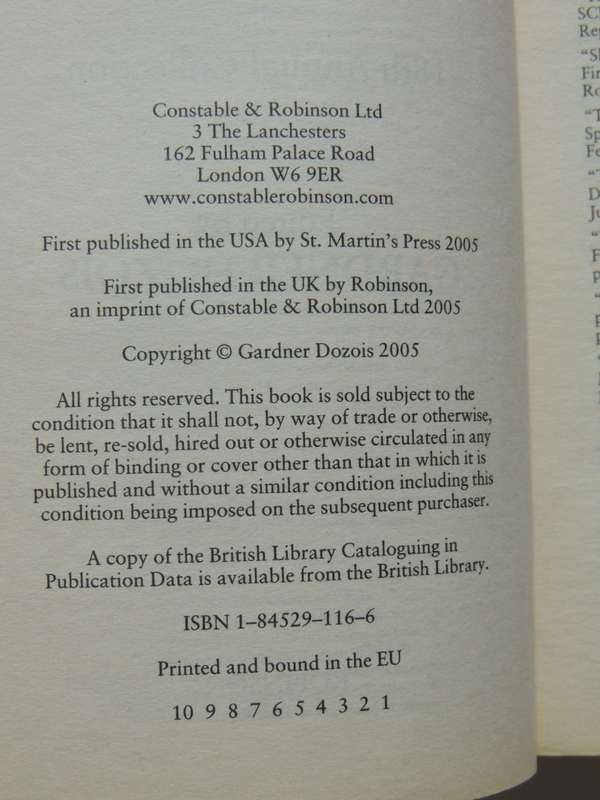 Constable & Robinson Ltd
3 The Lanchesters
162 Fulham Palace Road
London W6 9ER
www.constablerobinson.com
First published in the USA by St. Martin's Press 2005
First published in the UK by Robinson,
an imprint of Constable & Robinson Ltd 2005
Copyright © Gardner Dozois 2005
All rights reserved. This book is sold subject to the
condition that it shall not, by way of trade or otherwise,
be lent, re-sold, hired out or otherwise circulated in any
form of binding or cover other than that in which it is
published and without a similar condition including this
condition being imposed on the subsequent purchaser.
A copy of the British Library Cataloguing in
Publication Data is available from the British Library.
ISBN 1–84529–116–6
Printed and bound in the EU
10 9 8 7 6 5 4 3 2 1